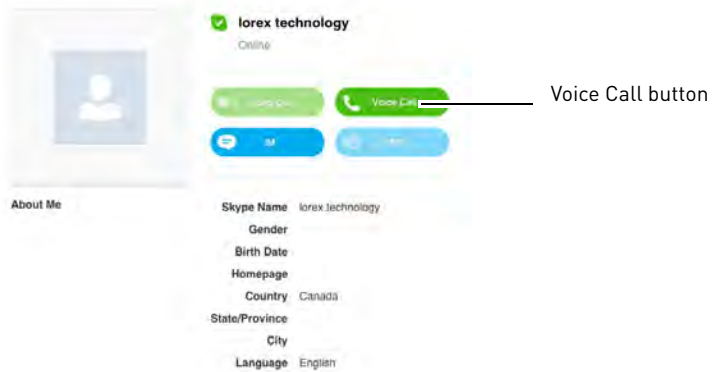 lorex technology
Online
Voice Call
Voice Call button
IM
About Me
Skype Name lorex technology
Gender
Birth Date
Homepage
Country Canada
State/Province
City
Language English